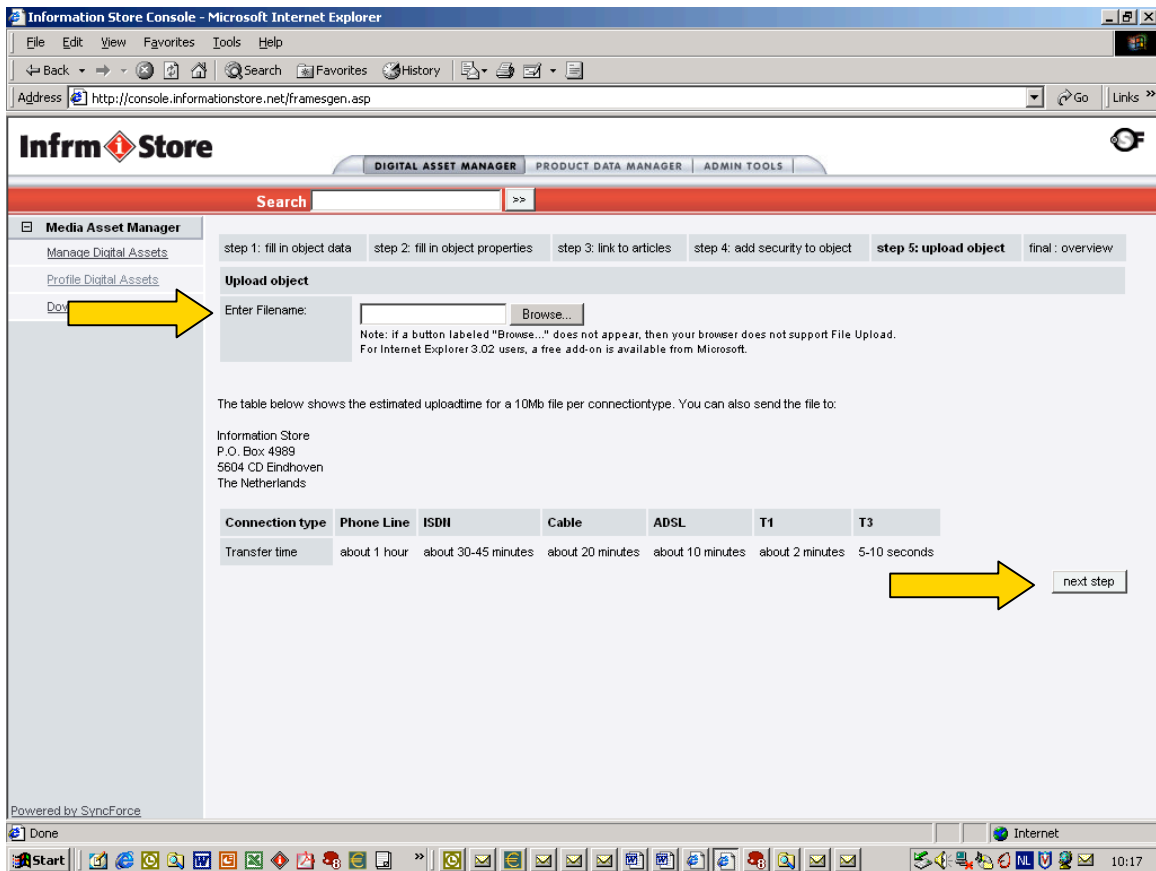 Information Store Console - Microsoft Internet Explorer
File Edit View Favorites Tools Help
Back Search Favorites History
Address http://console.informationstore.net/framesgen.asp Go Links »
Infrm i Store
DIGITAL ASSET MANAGER PRODUCT DATA MANAGER | ADMIN TOOLS |
Search >>
Media Asset Manager
Manage Digital Assets
Profile Digital Assets
step 1: fill in object data step 2: fill in object properties step 3: link to articles step 4: add security to object step 5: upload object final : overview
Upload object
Enter Filename: Browse...
Note: if a button labeled "Browse..." does not appear, then your browser does not support File Upload.
For Internet Explorer 3.02 users, a free add-on is available from Microsoft.
The table below shows the estimated uploadtime for a 10Mb file per connectiontype. You can also send the file to:
Information Store
P.O. Box 4989
5604 CD Eindhoven
The Netherlands
Connection type Phone Line ISDN Cable ADSL T1 T3
Transfer time about 1 hour about 30-45 minutes about 20 minutes about 10 minutes about 2 minutes 5-10 seconds
next step
Powered by SyncForce
Done Internet
Start » NL 10:17